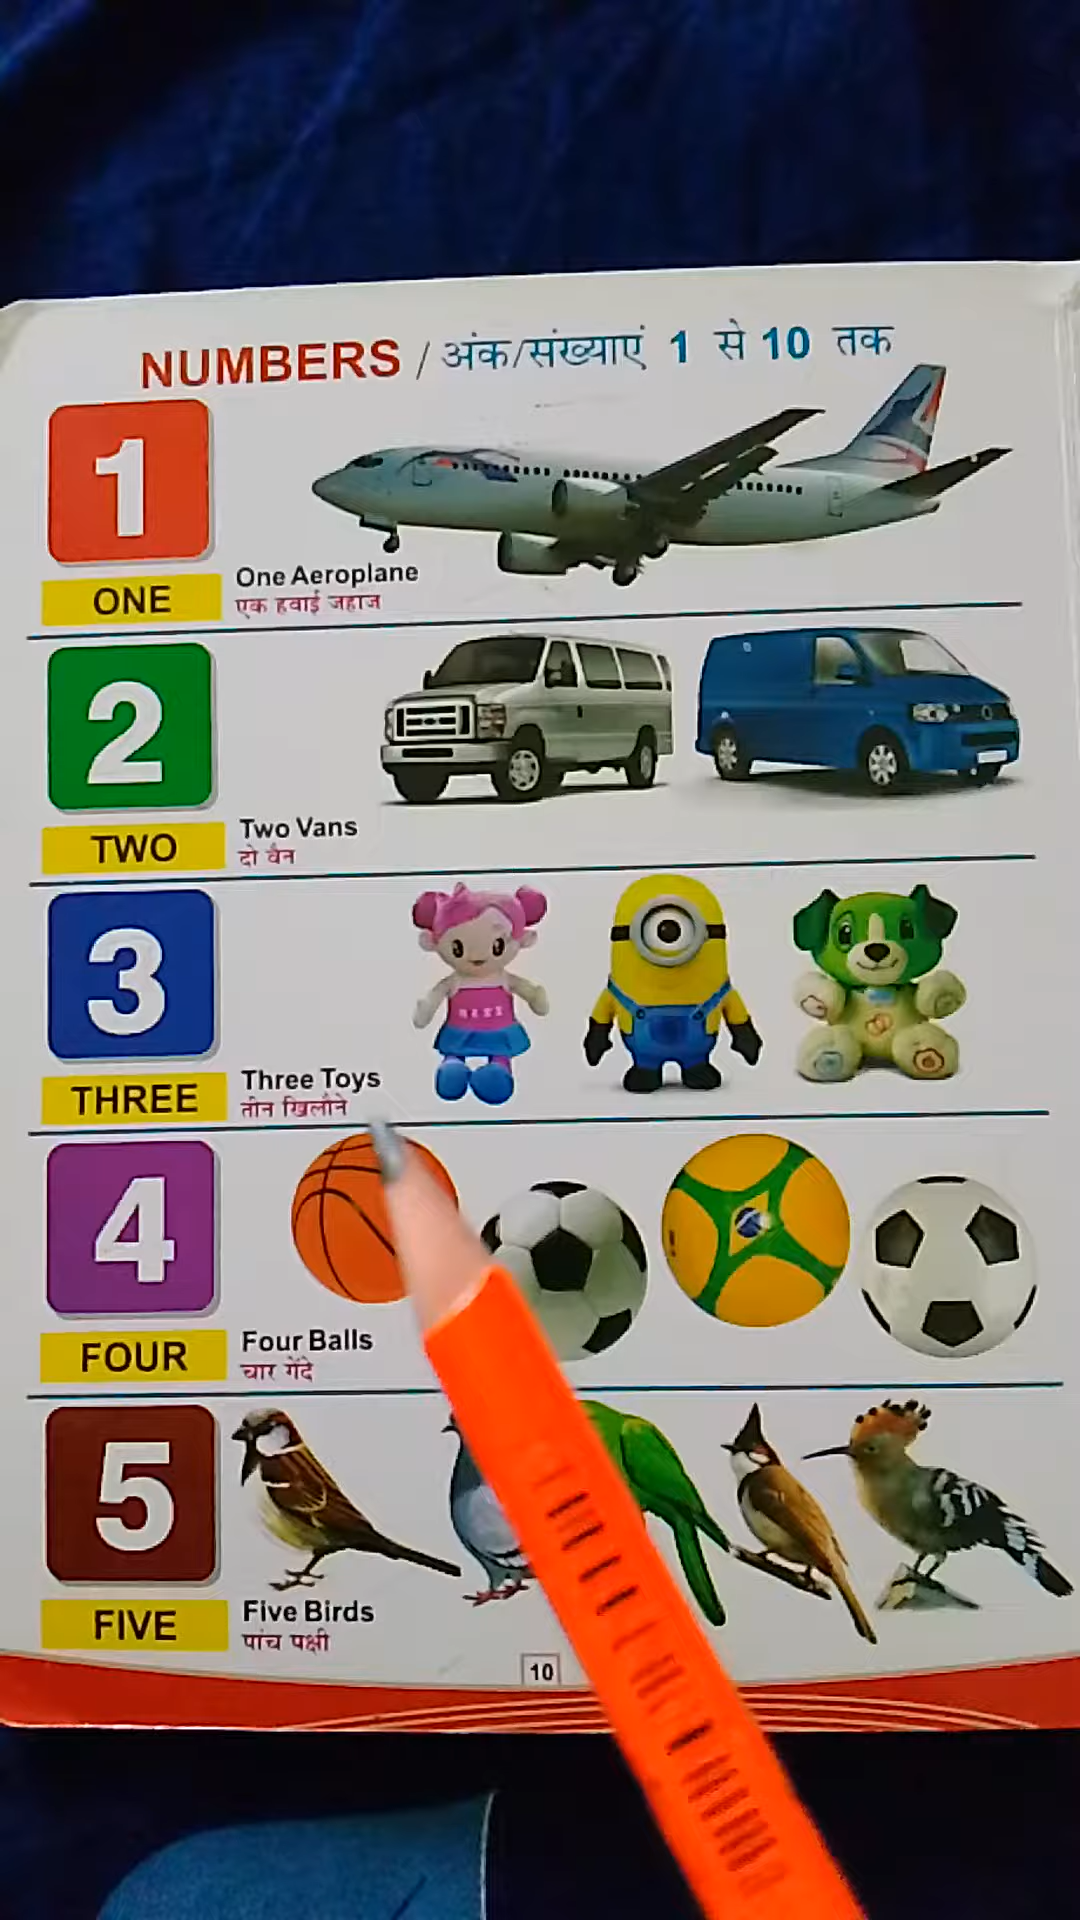 NUMBERS / अंक/संख्याएं 1 से 10 तक
1
ONE
One Aeroplane
एक हवाई जहाज
2
TWO
Two Vans
दो वैन
3
THREE
Three Toys
तीन खिलौने
4
FOUR
Four Balls
चार गेंदे
5
FIVE
Five Birds
पांच पक्षी
10